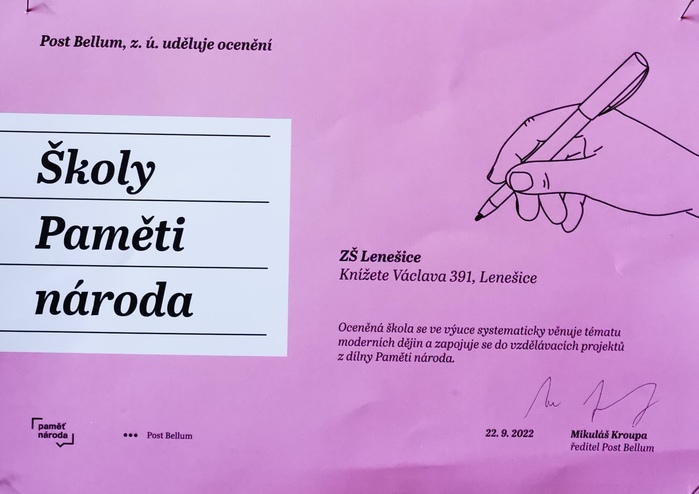 Post Bellum, z. ú. uděluje ocenění
Školy
Paměti
národa
ZŠ Lenešice
Knížete Václava 391, Lenešice
Oceněná škola se ve výuce systematicky věnuje tématu
moderních dějin a zapojuje se do vzdělávacích projektů
z dílny Paměti národa.
paměť
národa
••• Post Bellum
22. 9. 2022
Mikuláš Kroupa
ředitel Post Bellum